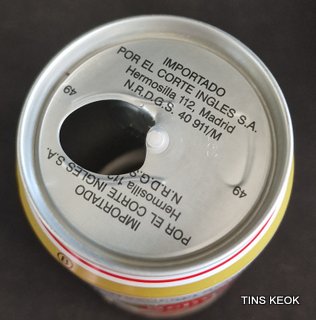 IMPORTADO
POR EL CORTE INGLES S.A.
Hermosilla 112, Madrid
N.R.D.G.S. 40 911/M
49
49
IMPORTADO
POR EL CORTE INGLES S.A.
Hermosilla 112
N.R.D.G.S.
TINS KEOK